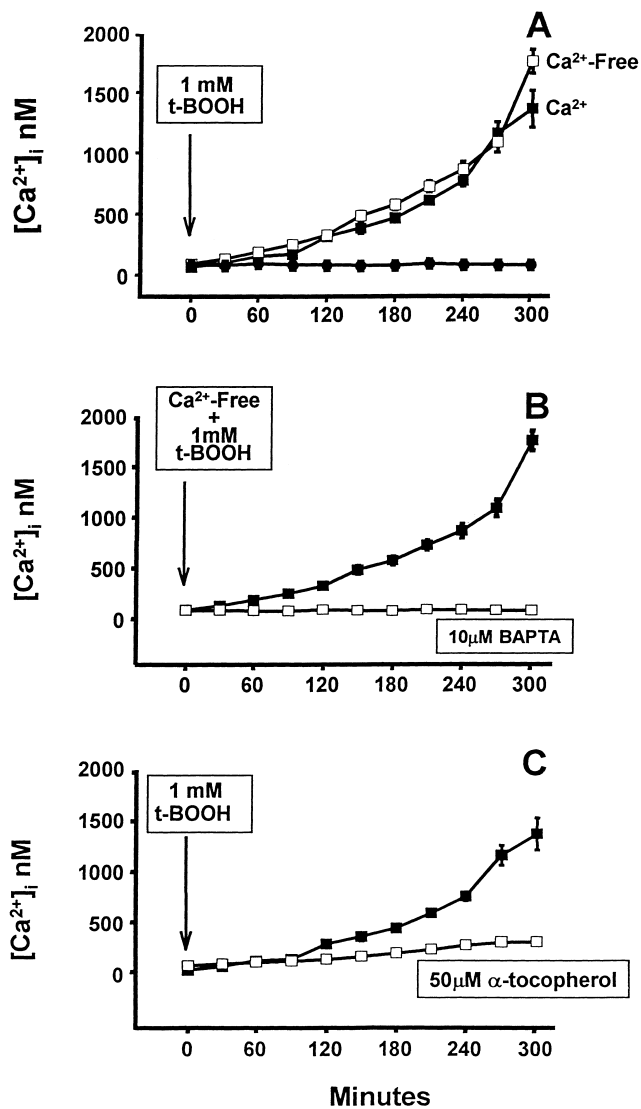 A
2000
1500
1000
500
0
[Ca²⁺]ᵢ nM
1 mM
t-BOOH
Ca²⁺-Free
Ca²⁺
0 60 120 180 240 300
B
2000
1500
1000
500
0
[Ca²⁺]ᵢ nM
Ca²⁺-Free
+
1mM
t-BOOH
10μM BAPTA
0 60 120 180 240 300
C
2000
1500
1000
500
0
[Ca²⁺]ᵢ nM
1 mM
t-BOOH
50μM α-tocopherol
0 60 120 180 240 300
Minutes